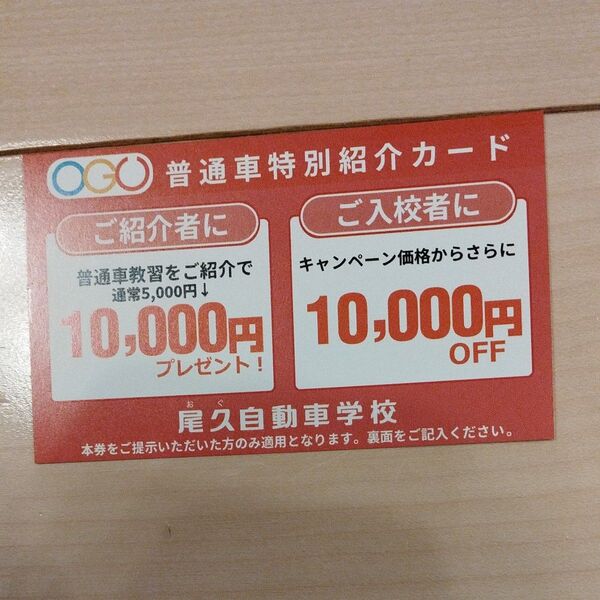 OGU 普通車特別紹介カード
ご紹介者に
普通車教習をご紹介で
通常5,000円↓
10,000円
プレゼント！
ご入校者に
キャンペーン価格からさらに
10,000円
OFF
おぐ
尾久自動車学校
本券をご提示いただいた方のみ適用となります。裏面をご記入ください。